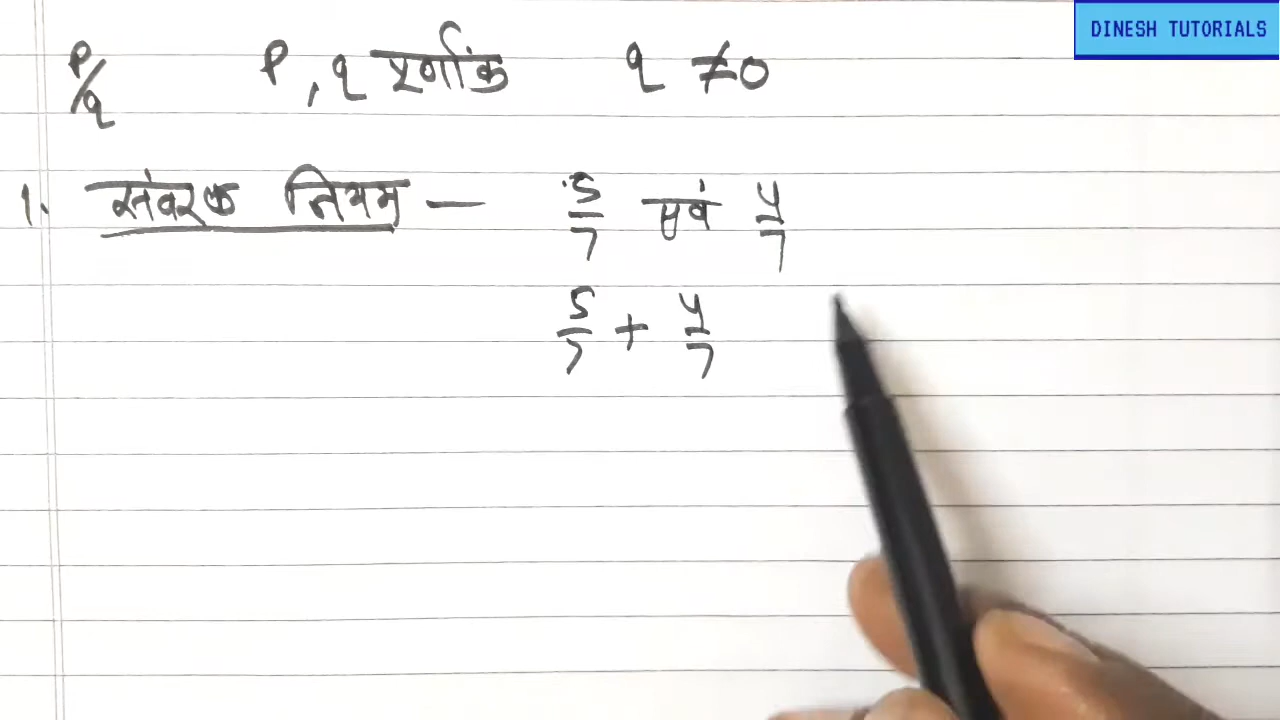 DINESH TUTORIALS
P/q P, q पूर्णांक q ≠0
1. संवरक नियम — 5/7 एवं 4/7
5/7 + 4/7